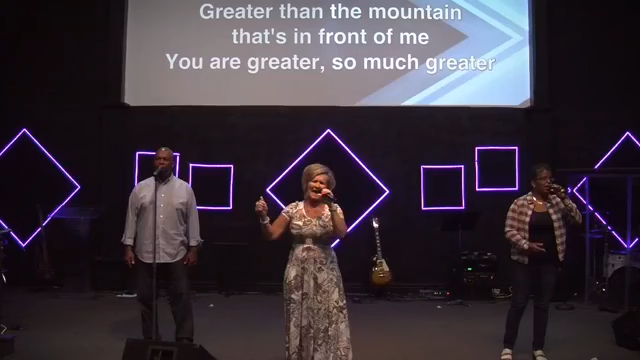 Greater than the mountain
that's in front of me
You are greater, so much greater